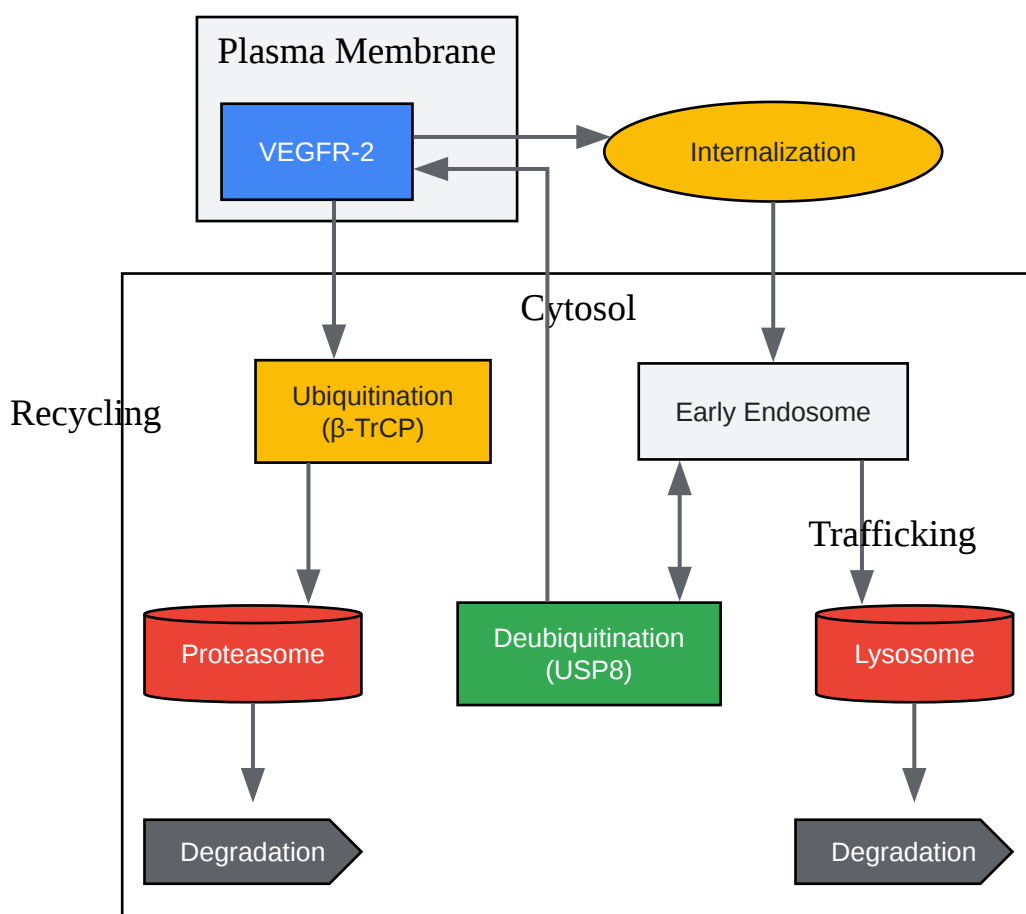 Plasma Membrane
VEGFR-2
Internalization
Cytosol
Recycling
Ubiquitination
(β-TrCP)
Early Endosome
Trafficking
Proteasome
Deubiquitination
(USP8)
Lysosome
Degradation
Degradation